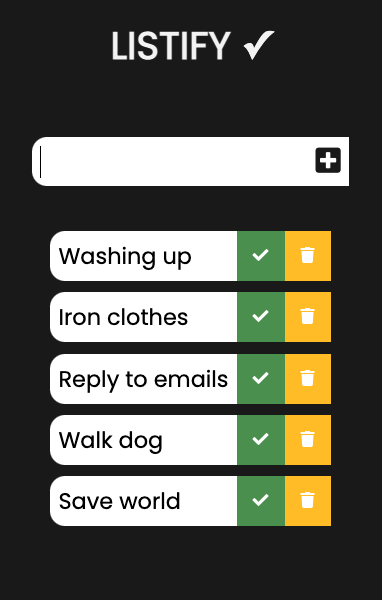 LISTIFY ✔
Washing up
Iron clothes
Reply to emails
Walk dog
Save world